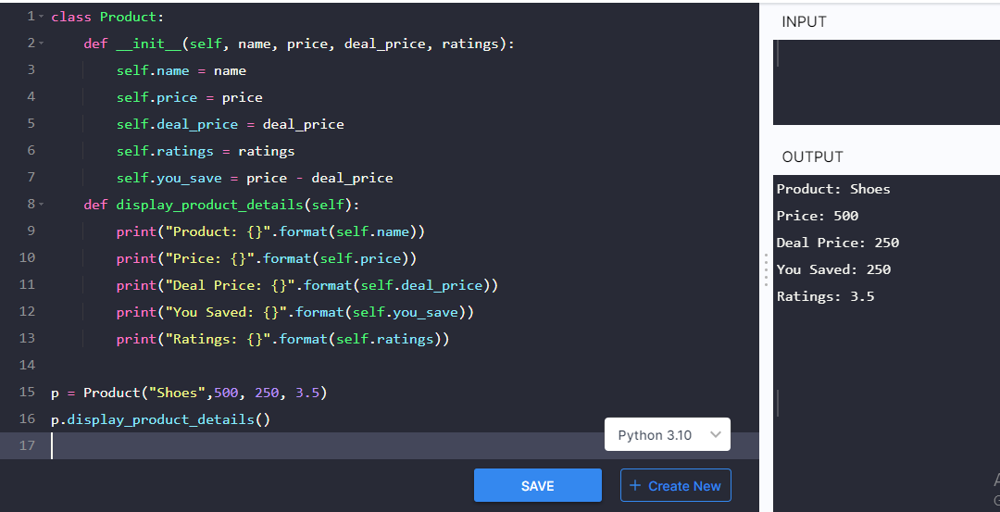 1 class Product:
2 def __init__(self, name, price, deal_price, ratings):
3 self.name = name
4 self.price = price
5 self.deal_price = deal_price
6 self.ratings = ratings
7 self.you_save = price - deal_price
8 def display_product_details(self):
9 print("Product: {}".format(self.name))
10 print("Price: {}".format(self.price))
11 print("Deal Price: {}".format(self.deal_price))
12 print("You Saved: {}".format(self.you_save))
13 print("Ratings: {}".format(self.ratings))
14
15 p = Product("Shoes",500, 250, 3.5)
16 p.display_product_details()
17
Python 3.10
SAVE
+ Create New
INPUT
OUTPUT
Product: Shoes
Price: 500
Deal Price: 250
You Saved: 250
Ratings: 3.5